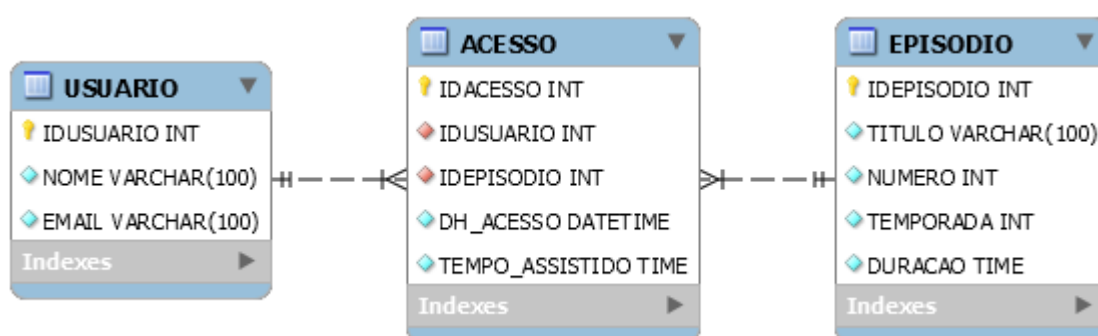 USUARIO
IDUSUARIO INT
NOME VARCHAR(100)
EMAIL VARCHAR(100)
Indexes
ACESSO
IDACESSO INT
IDUSUARIO INT
IDEPISODIO INT
DH_ACESSO DATETIME
TEMPO_ASSISTIDO TIME
Indexes
EPISODIO
IDEPISODIO INT
TITULO VARCHAR(100)
NUMERO INT
TEMPORADA INT
DURACAO TIME
Indexes